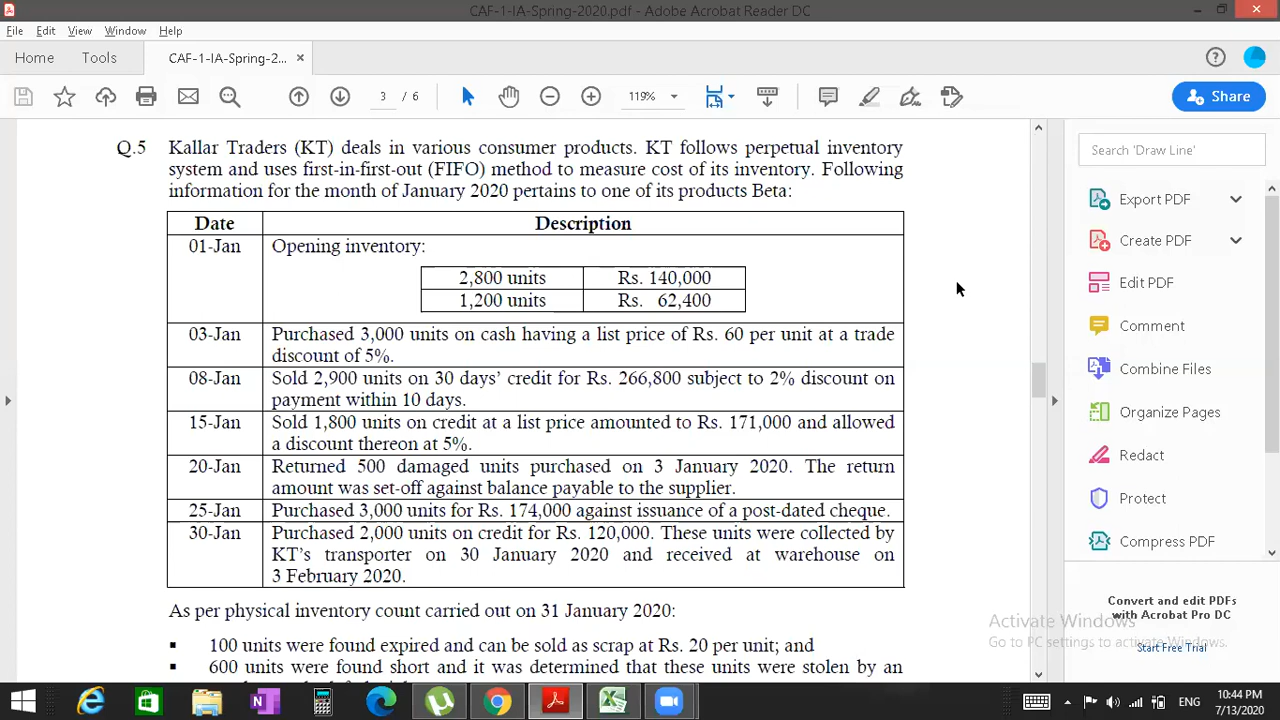 CAF-1-IA-Spring-2020.pdf - Adobe Acrobat Reader DC
File Edit View Window Help
Home Tools CAF-1-IA-Spring-2... ×
3 / 6 119% Share
Q.5 Kallar Traders (KT) deals in various consumer products. KT follows perpetual inventory
system and uses first-in-first-out (FIFO) method to measure cost of its inventory. Following
information for the month of January 2020 pertains to one of its products Beta:
Date Description
01-Jan Opening inventory:
2,800 units Rs. 140,000
1,200 units Rs. 62,400
03-Jan Purchased 3,000 units on cash having a list price of Rs. 60 per unit at a trade
discount of 5%.
08-Jan Sold 2,900 units on 30 days' credit for Rs. 266,800 subject to 2% discount on
payment within 10 days.
15-Jan Sold 1,800 units on credit at a list price amounted to Rs. 171,000 and allowed
a discount thereon at 5%.
20-Jan Returned 500 damaged units purchased on 3 January 2020. The return
amount was set-off against balance payable to the supplier.
25-Jan Purchased 3,000 units for Rs. 174,000 against issuance of a post-dated cheque.
30-Jan Purchased 2,000 units on credit for Rs. 120,000. These units were collected by
KT's transporter on 30 January 2020 and received at warehouse on
3 February 2020.
As per physical inventory count carried out on 31 January 2020:
▪ 100 units were found expired and can be sold as scrap at Rs. 20 per unit; and
▪ 600 units were found short and it was determined that these units were stolen by an
Search 'Draw Line'
Export PDF
Create PDF
Edit PDF
Comment
Combine Files
Organize Pages
Redact
Protect
Compress PDF
Convert and edit PDFs
with Acrobat Pro DC
Start Free Trial
Activate Windows
Go to PC settings to activate Windows.
ENG
10:44 PM
7/13/2020